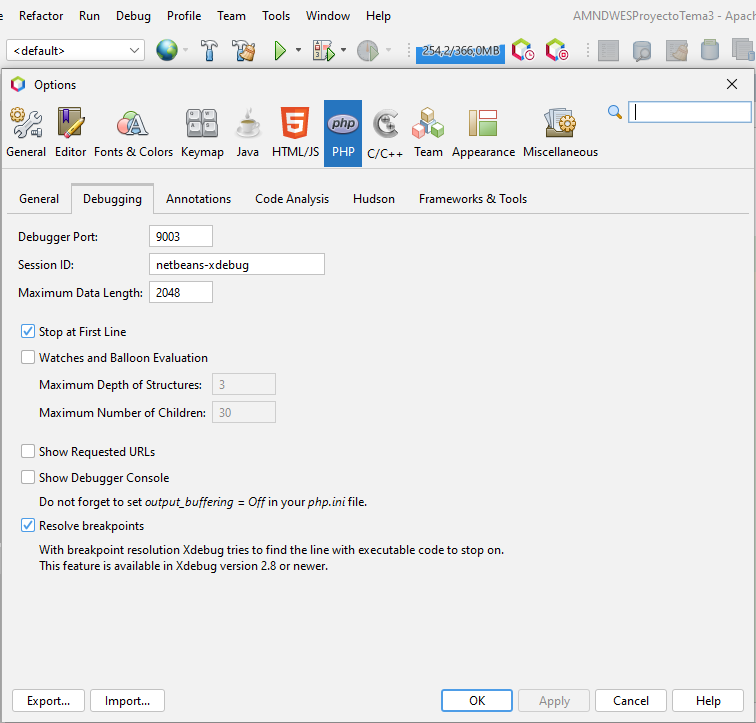 Refactor Run Debug Profile Team Tools Window Help AMNDWESProyectoTema3 - Apac
<default> 254,2/366,0MB
Options
General Editor Fonts & Colors Keymap Java HTML/JS PHP C/C++ Team Appearance Miscellaneous
General Debugging Annotations Code Analysis Hudson Frameworks & Tools
Debugger Port: 9003
Session ID: netbeans-xdebug
Maximum Data Length: 2048
Stop at First Line
Watches and Balloon Evaluation
Maximum Depth of Structures: 3
Maximum Number of Children: 30
Show Requested URLs
Show Debugger Console
Do not forget to set output_buffering = Off in your php.ini file.
Resolve breakpoints
With breakpoint resolution Xdebug tries to find the line with executable code to stop on.
This feature is available in Xdebug version 2.8 or newer.
Export... Import... OK Apply Cancel Help